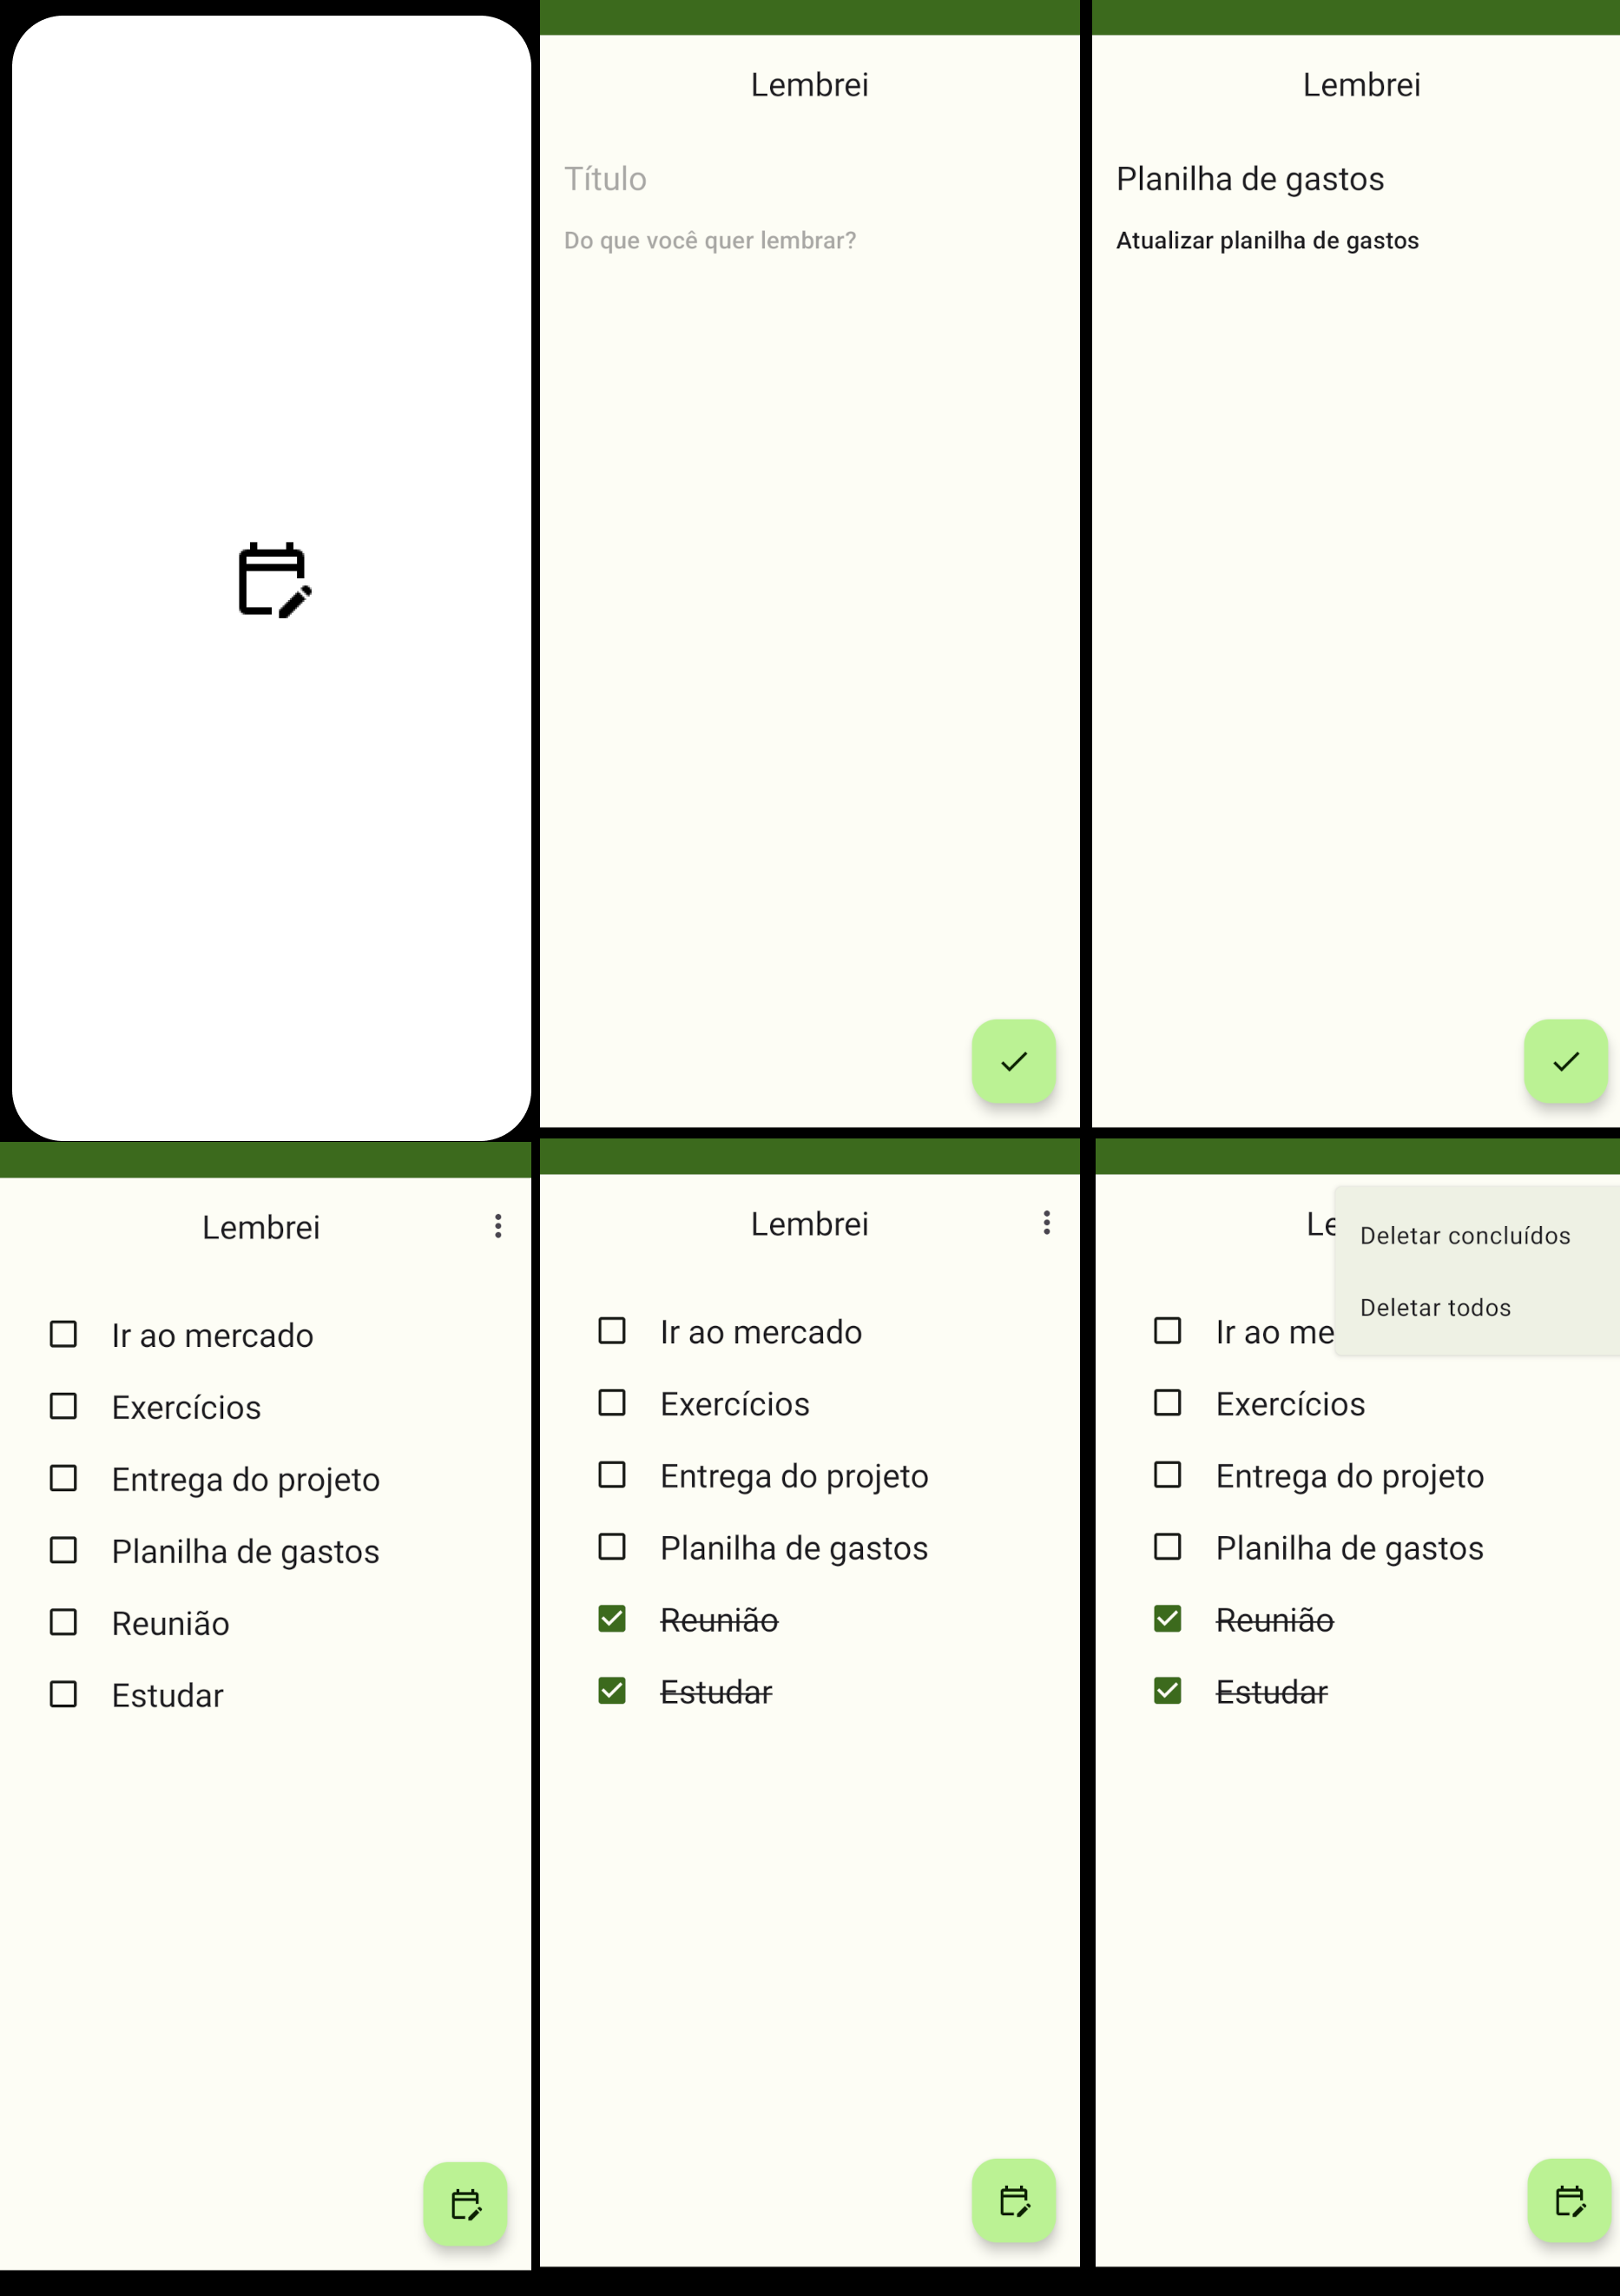 Lembrei
Título
Do que você quer lembrar?
Lembrei
Planilha de gastos
Atualizar planilha de gastos
Lembrei
Ir ao mercado
Exercícios
Entrega do projeto
Planilha de gastos
Reunião
Estudar
Lembrei
Ir ao mercado
Exercícios
Entrega do projeto
Planilha de gastos
Reunião
Estudar
Le
Deletar concluídos
Deletar todos
Ir ao me
Exercícios
Entrega do projeto
Planilha de gastos
Reunião
Estudar